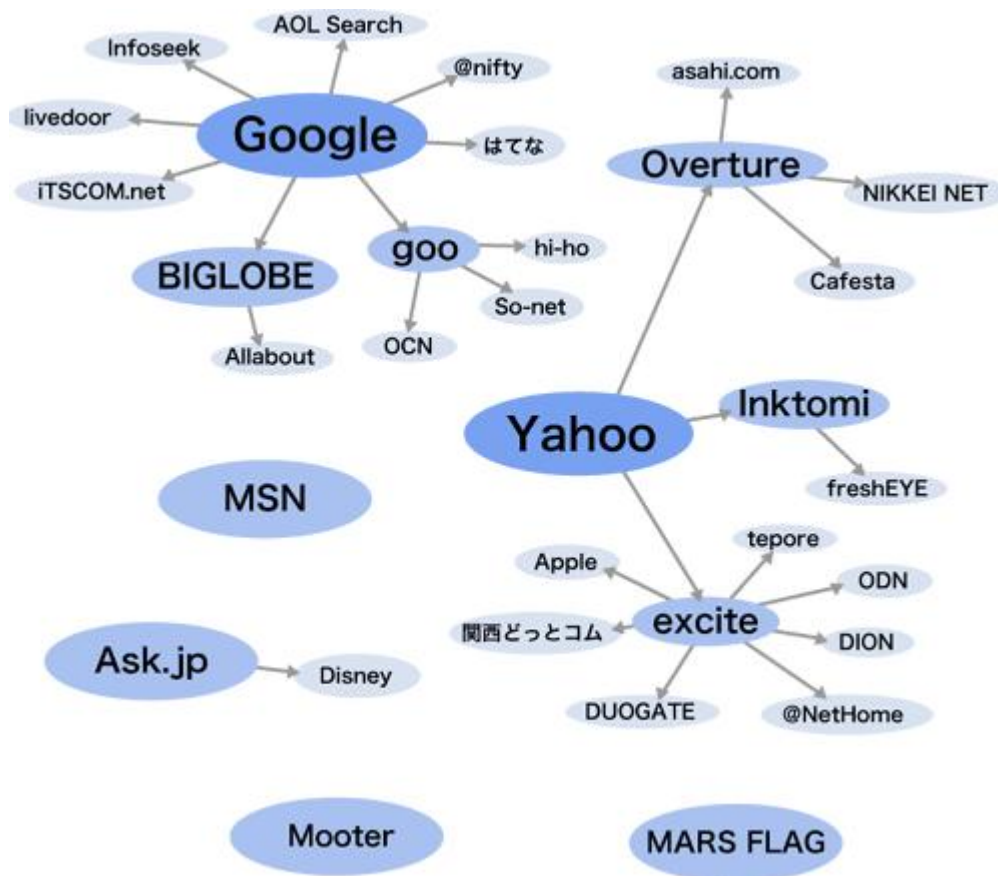 AOL Search
Infoseek
@nifty
asahi.com
livedoor
Google
はてな
Overture
iTSCOM.net
NIKKEI NET
goo
hi-ho
BIGLOBE
Cafesta
So-net
OCN
Allabout
Inktomi
Yahoo
freshEYE
MSN
tepore
Apple
ODN
excite
関西どっとコム
DION
Ask.jp
Disney
DUOGATE
@NetHome
Mooter
MARS FLAG